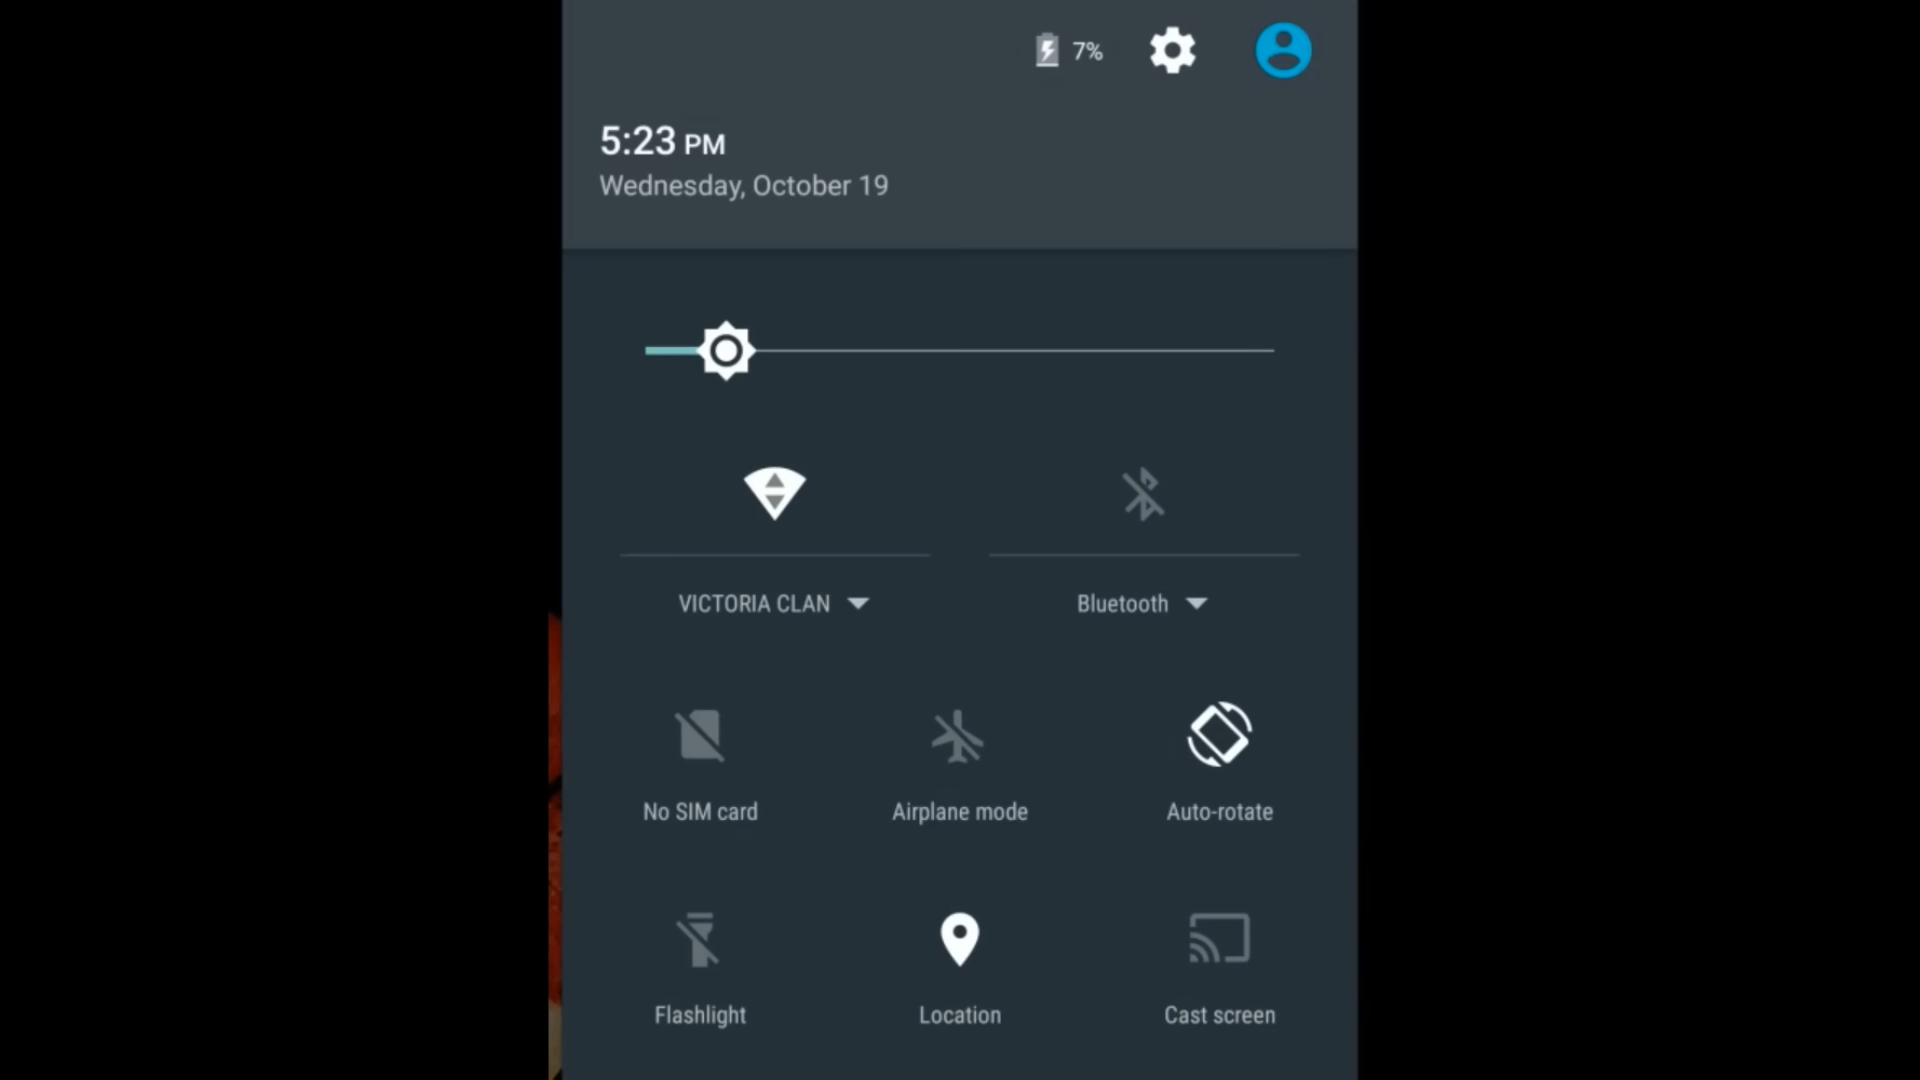 7%
5:23 PM
Wednesday, October 19
VICTORIA CLAN
Bluetooth
No SIM card
Airplane mode
Auto-rotate
Flashlight
Location
Cast screen